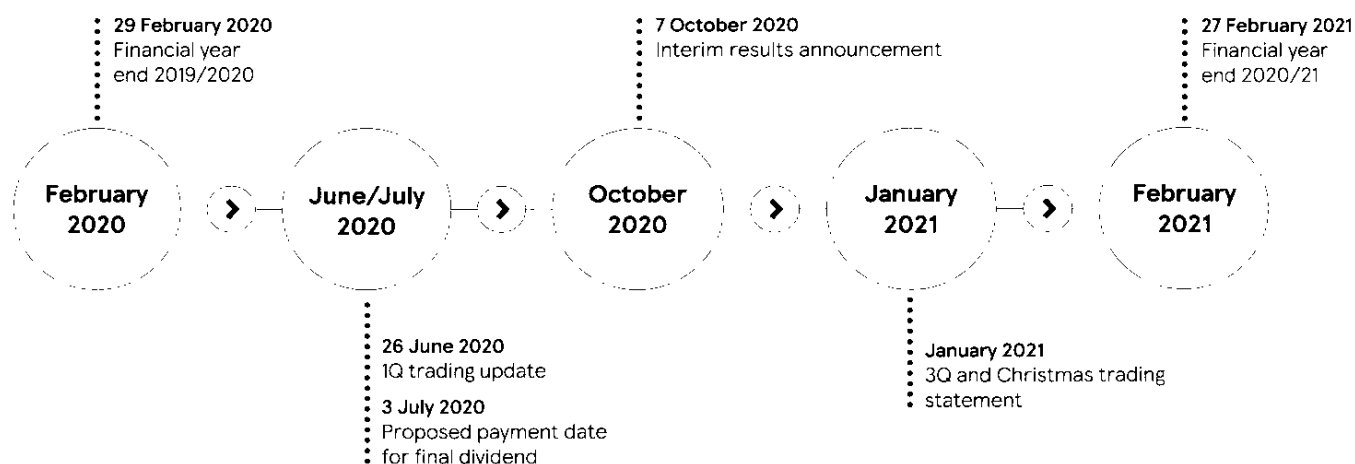 29 February 2020
Financial year
end 2019/2020
7 October 2020
Interim results announcement
27 February 2021
Financial year
end 2020/21
February
2020
June/July
2020
October
2020
January
2021
February
2021
26 June 2020
1Q trading update
3 July 2020
Proposed payment date
for final dividend
January 2021
3Q and Christmas trading
statement